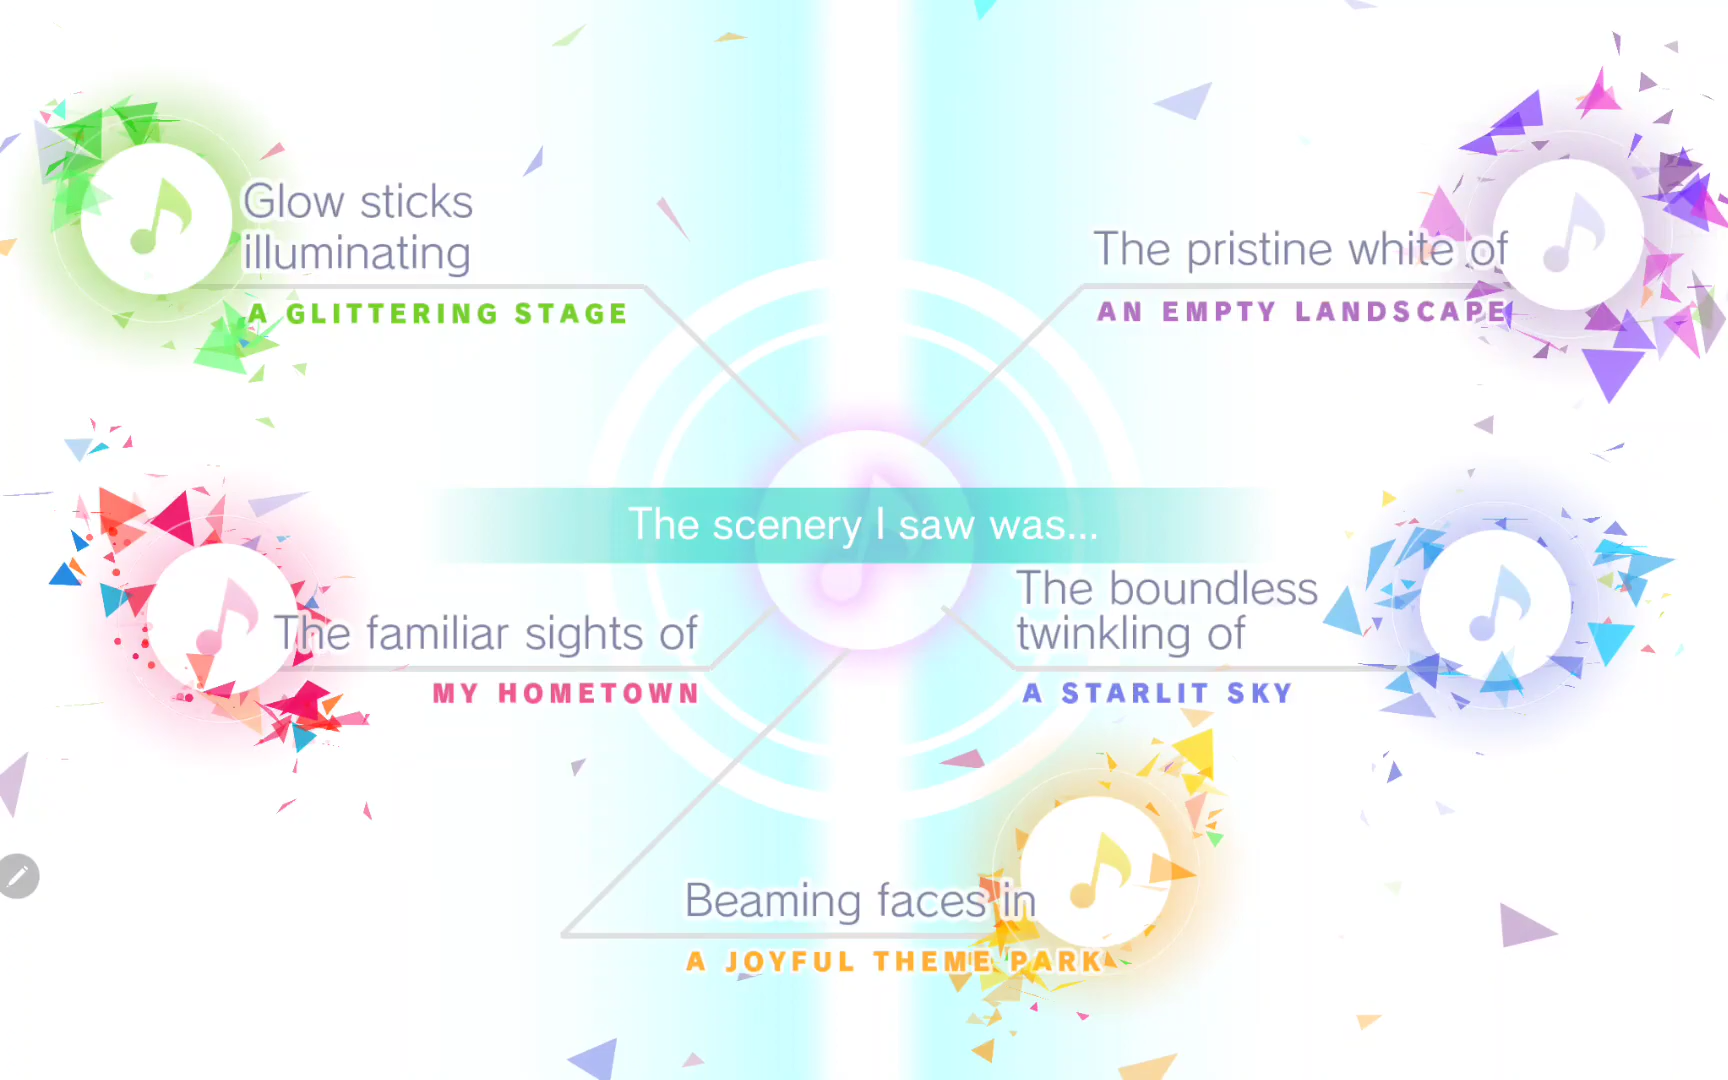 Glow sticks
illuminating
A GLITTERING STAGE
The pristine white of
AN EMPTY LANDSCAPE
The scenery I saw was...
The familiar sights of
MY HOMETOWN
The boundless
twinkling of
A STARLIT SKY
Beaming faces in
A JOYFUL THEME PARK